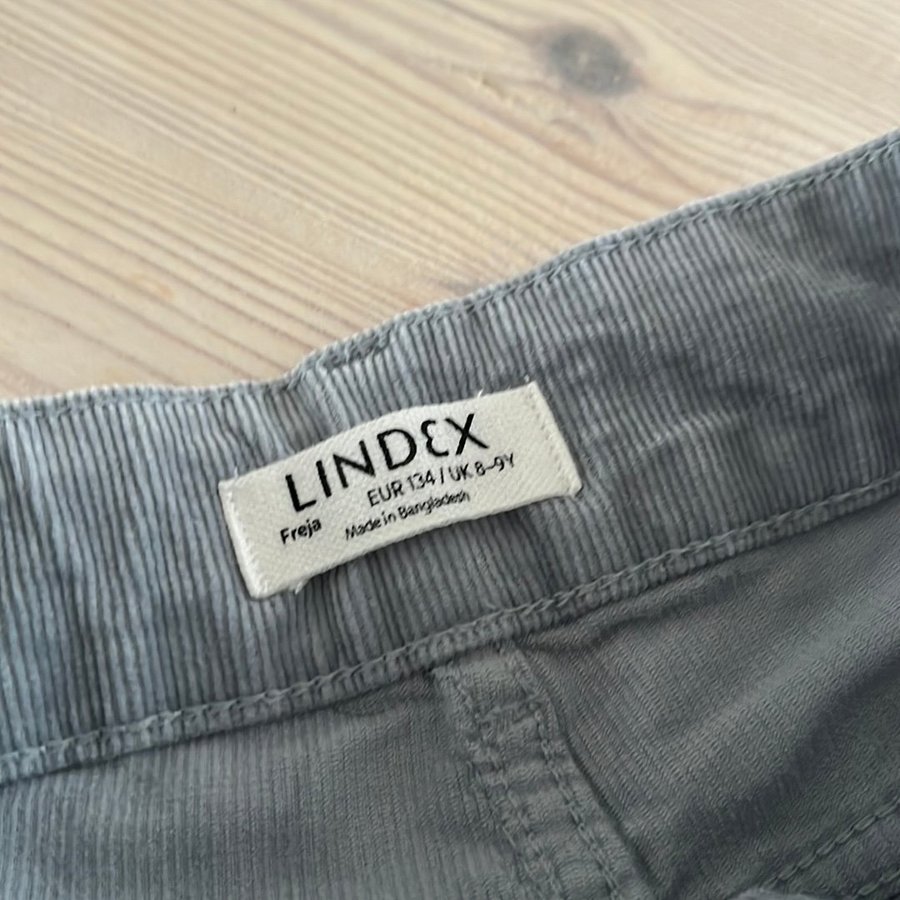 LINDEX
EUR 134 / UK 8–9Y
Freja
Made in Bangladesh